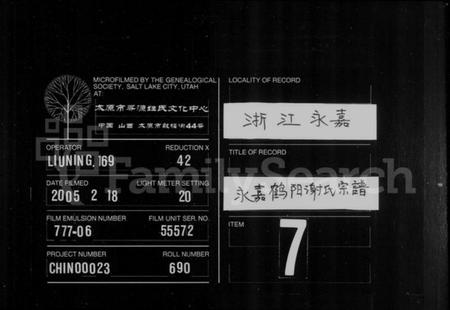 MICROFILMED BY THE GENEALOGICAL
SOCIETY, SALT LAKE CITY, UTAH
AT:
太原市寻源姓氏文化中心
中国 山西 太原市敦化南44号
OPERATOR
REDUCTION X
LIUNING, 169
42
DATE FILMED
LIGHT METER SETTING
2005 2 18
20
FILM EMULSION NUMBER
FILM UNIT SER. NO.
777-06
55572
PROJECT NUMBER
ROLL NUMBER
CHIN00023
690
LOCALITY OF RECORD
浙江永嘉
TITLE OF RECORD
永嘉鹤阳谢氏宗譜
ITEM
7
FamilySearch